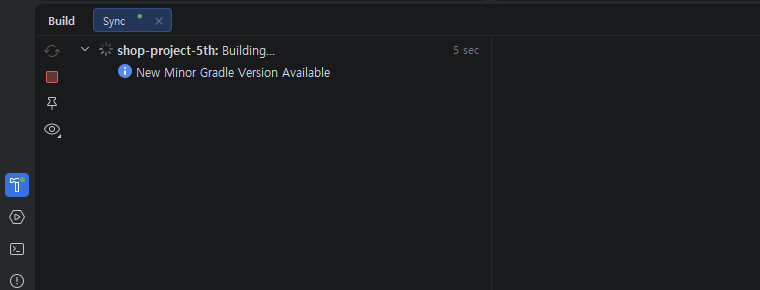 Build Sync
shop-project-5th: Building... 5 sec
New Minor Gradle Version Available